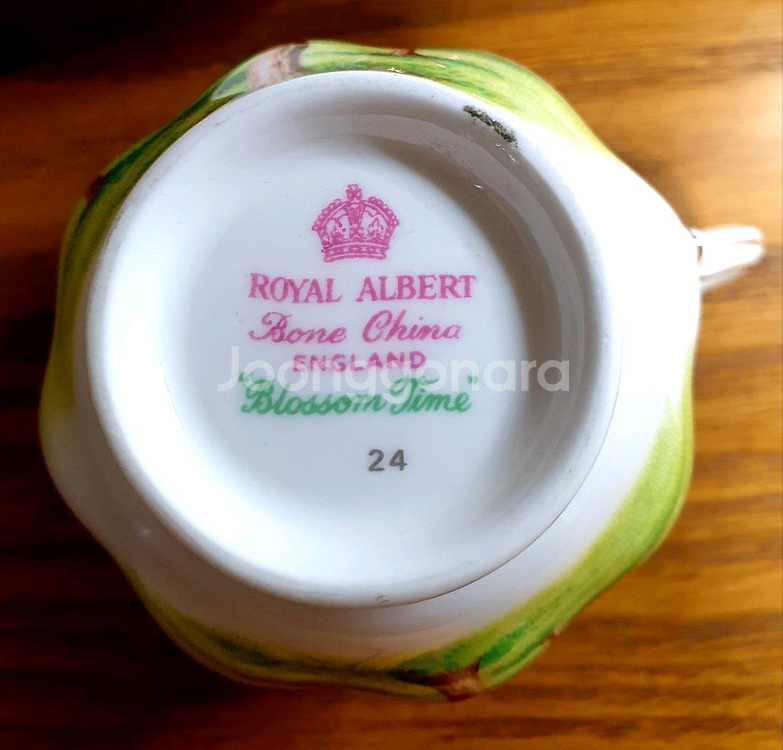 ROYAL ALBERT
Bone China
ENGLAND
Joonggonara
"Blossom Time"
24